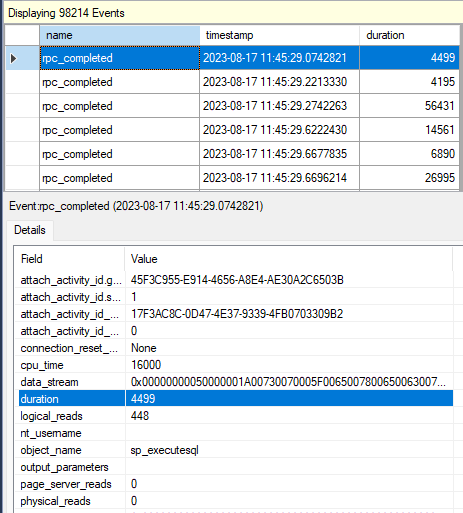 Displaying 98214 Events
name timestamp duration
rpc_completed 2023-08-17 11:45:29.0742821 4499
rpc_completed 2023-08-17 11:45:29.2213330 4195
rpc_completed 2023-08-17 11:45:29.2742263 56431
rpc_completed 2023-08-17 11:45:29.6222430 14561
rpc_completed 2023-08-17 11:45:29.6677835 6890
rpc_completed 2023-08-17 11:45:29.6696214 26995
Event:rpc_completed (2023-08-17 11:45:29.0742821)
Details
Field Value
attach_activity_id.g... 45F3C955-E914-4656-A8E4-AE30A2C6503B
attach_activity_id.s... 1
attach_activity_id_... 17F3AC8C-0D47-4E37-9339-4FB0703309B2
attach_activity_id_... 0
connection_reset_... None
cpu_time 16000
data_stream 0x00000000050000001A00730070005F0065007800650063007...
duration 4499
logical_reads 448
nt_username
object_name sp_executesql
output_parameters
page_server_reads 0
physical_reads 0